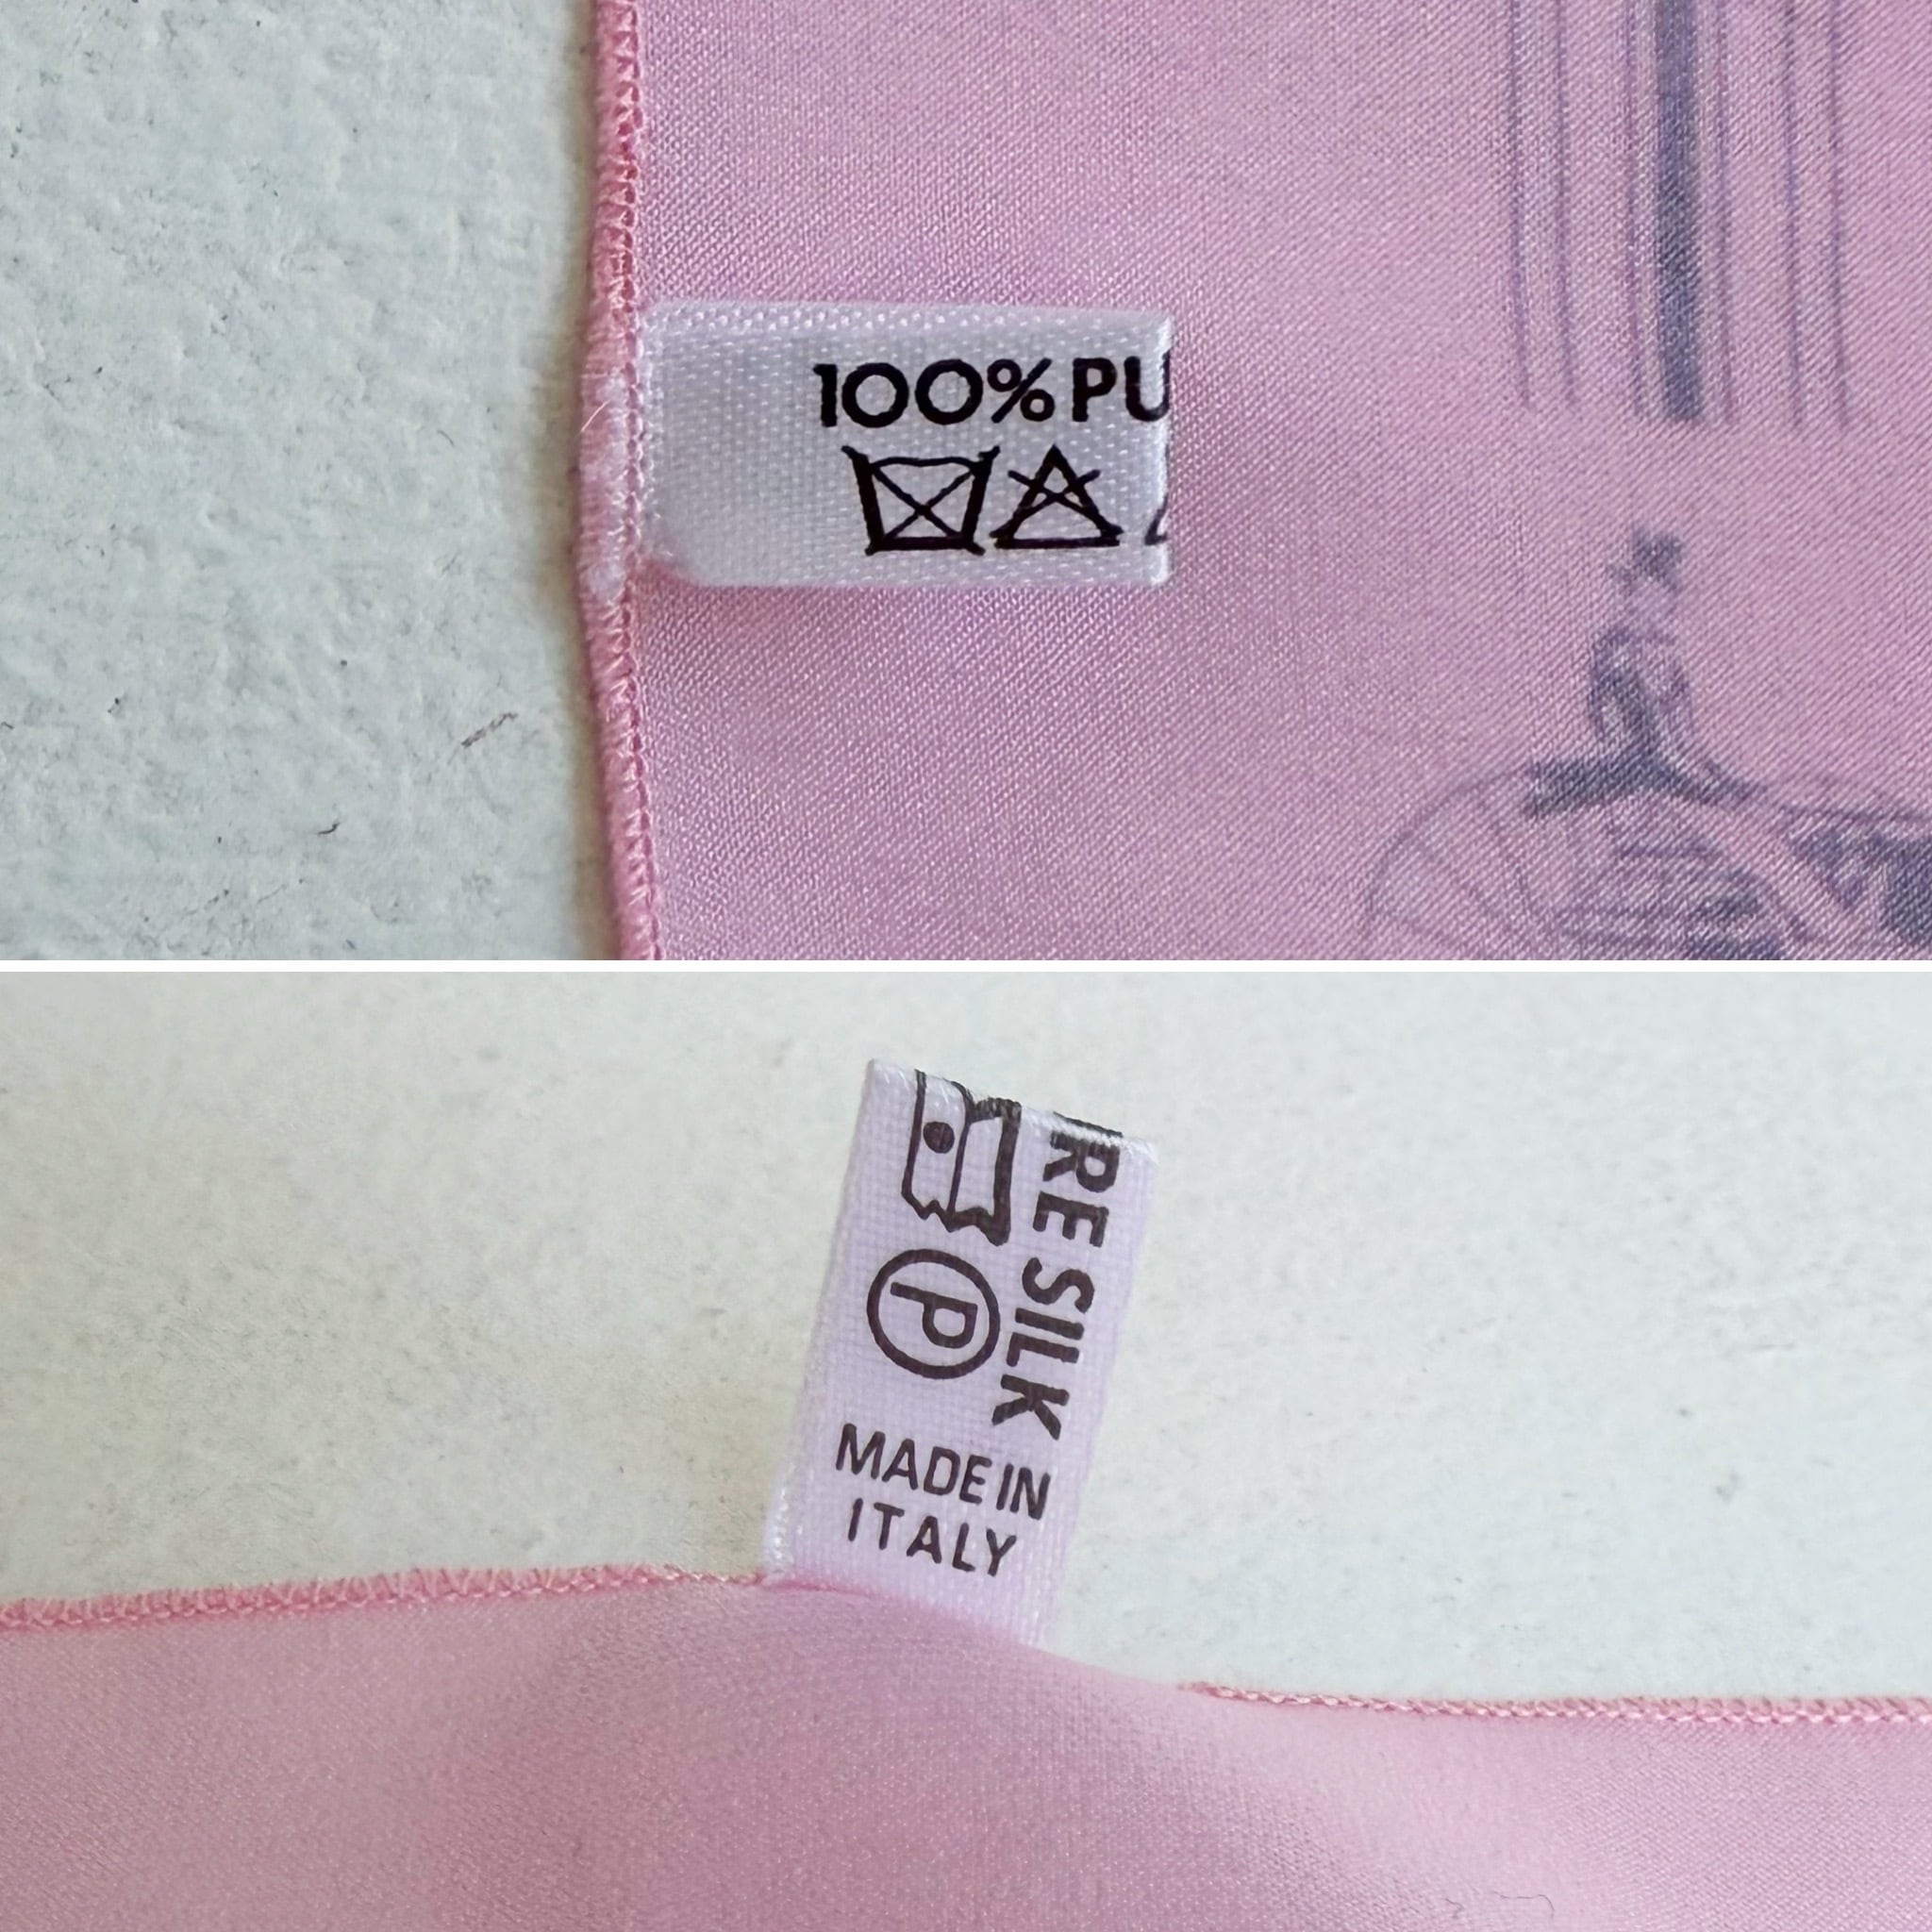 100% PU
RE SILK
P
MADE IN
ITALY